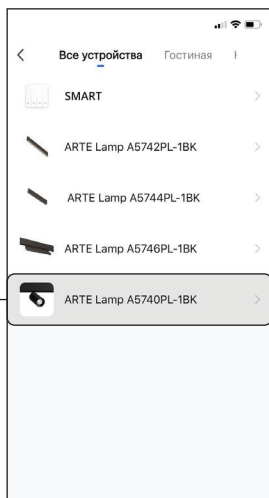 Все устройства Гостиная
SMART
ARTE Lamp A5742PL-1BK
ARTE Lamp A5744PL-1BK
ARTE Lamp A5746PL-1BK
ARTE Lamp A5740PL-1BK